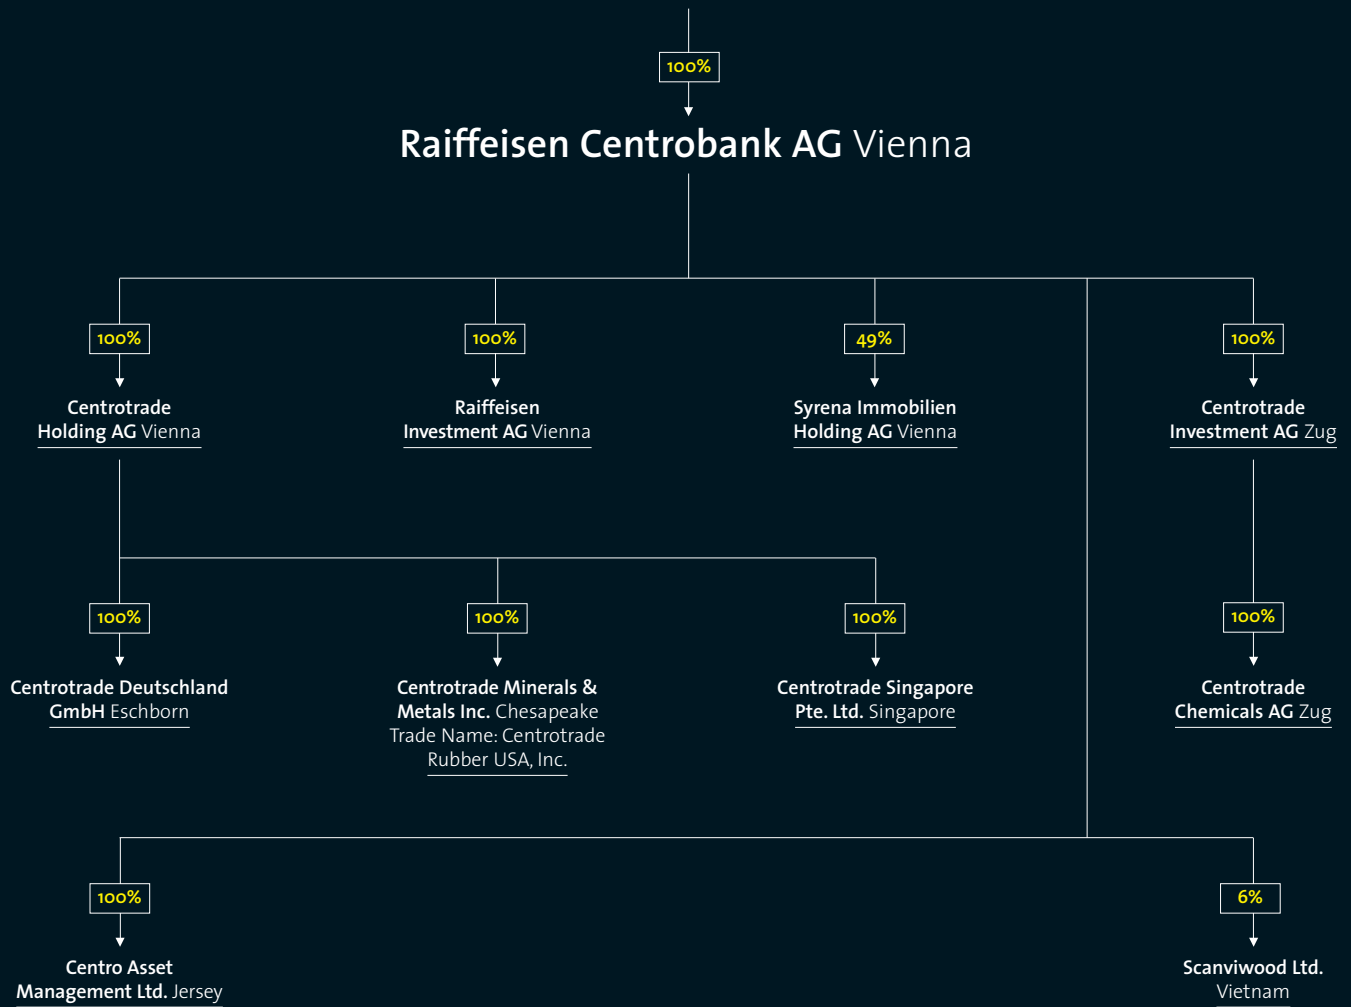 100%
Raiffeisen Centrobank AG Vienna
100%
100%
49%
100%
Centrotrade
Holding AG Vienna
Raiffeisen
Investment AG Vienna
Syrena Immobilien
Holding AG Vienna
Centrotrade
Investment AG Zug
100%
100%
100%
100%
Centrotrade Deutschland
GmbH Eschborn
Centrotrade Minerals &
Metals Inc. Chesapeake
Trade Name: Centrotrade
Rubber USA, Inc.
Centrotrade Singapore
Pte. Ltd. Singapore
Centrotrade
Chemicals AG Zug
100%
6%
Centro Asset
Management Ltd. Jersey
Scanviwood Ltd.
Vietnam